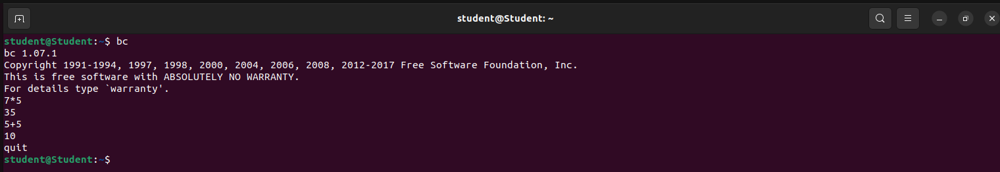 student@Student: ~
student@Student:~$ bc
bc 1.07.1
Copyright 1991-1994, 1997, 1998, 2000, 2004, 2006, 2008, 2012-2017 Free Software Foundation, Inc.
This is free software with ABSOLUTELY NO WARRANTY.
For details type `warranty'.
7*5
35
5+5
10
quit
student@Student:~$